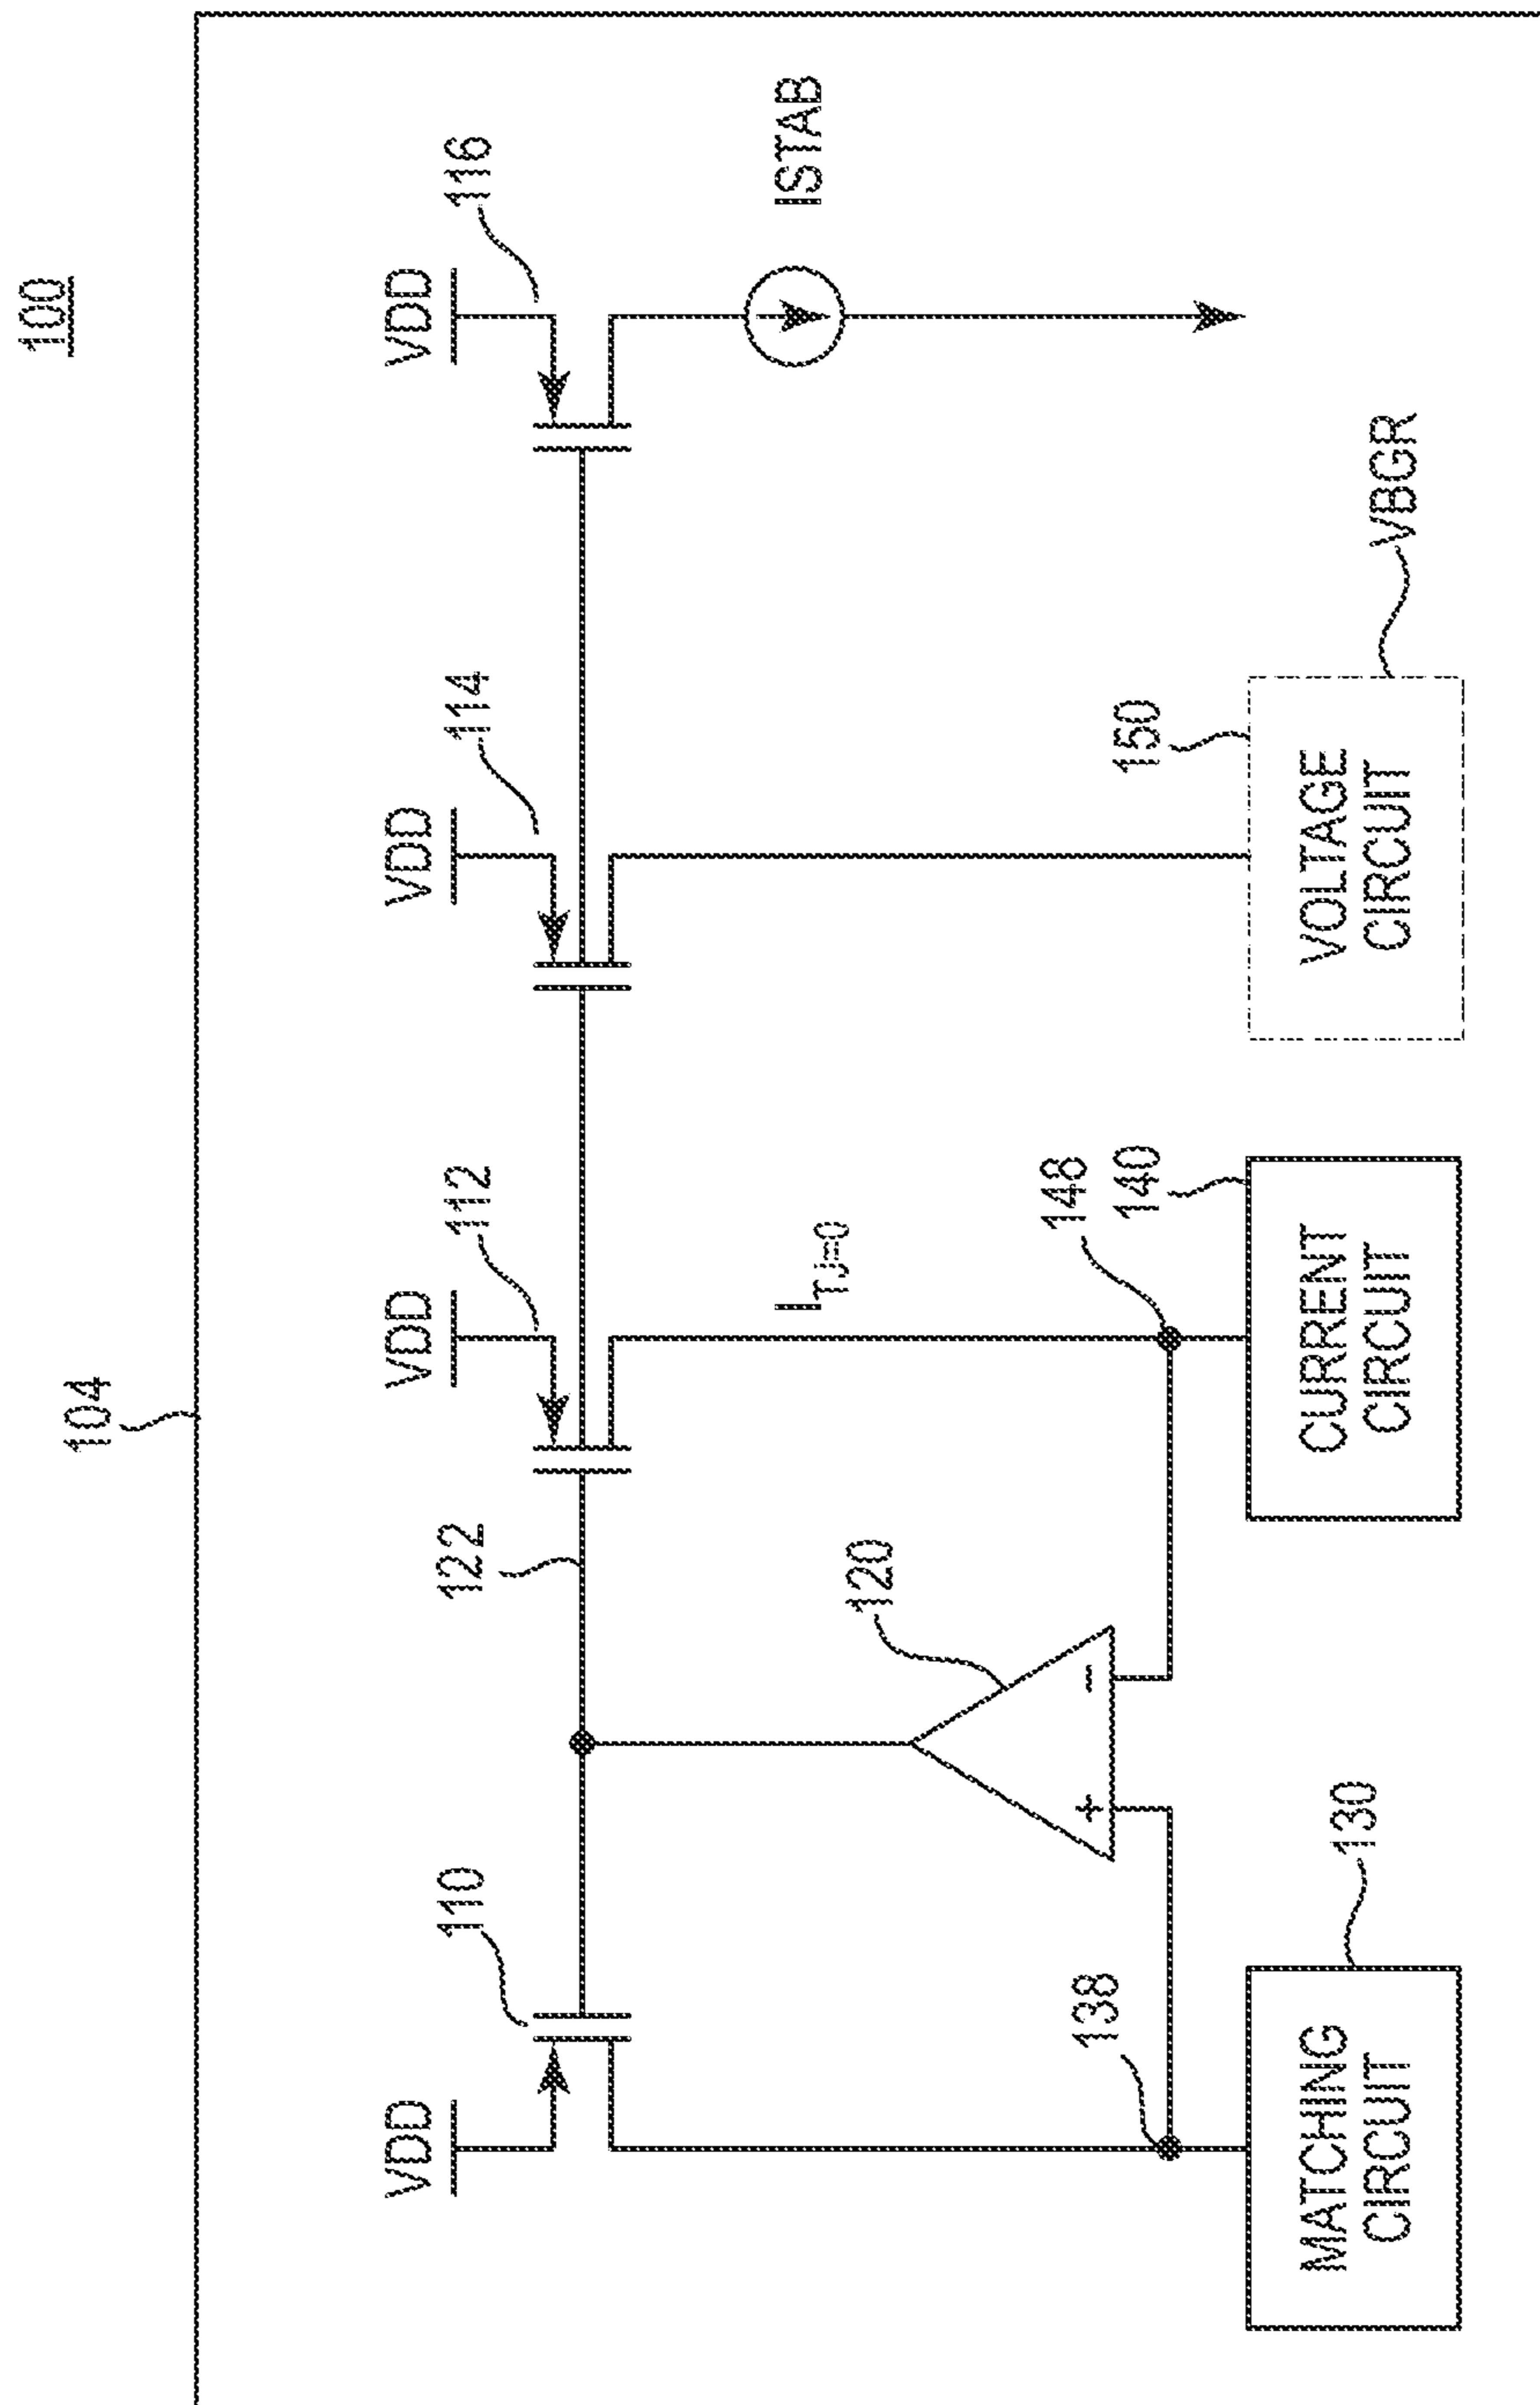 100
104
VDD
110
122
VDD
112
VDD
114
VDD
116
120
I_TJ=0
ISTAB
138
+
-
148
140
150
130
MATCHING
CIRCUIT
CURRENT
CIRCUIT
VOLTAGE
CIRCUIT
VBGR